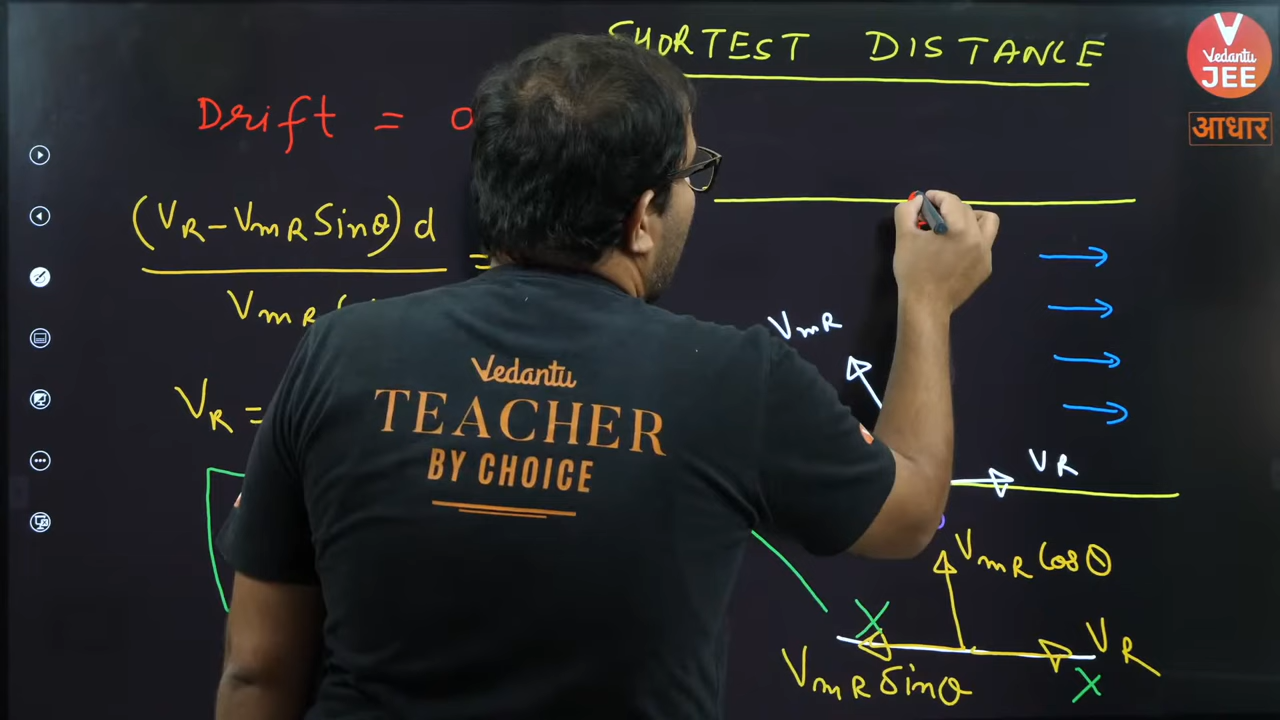 SHORTEST DISTANCE
Vedantu
JEE
आधार
Drift = 0
(VR - VmR Sinθ) d
=
VmR
VR =
VmR
VR
VmR Cosθ
X
VR
VmR Sinθ
X
Vedantu
TEACHER
BY CHOICE